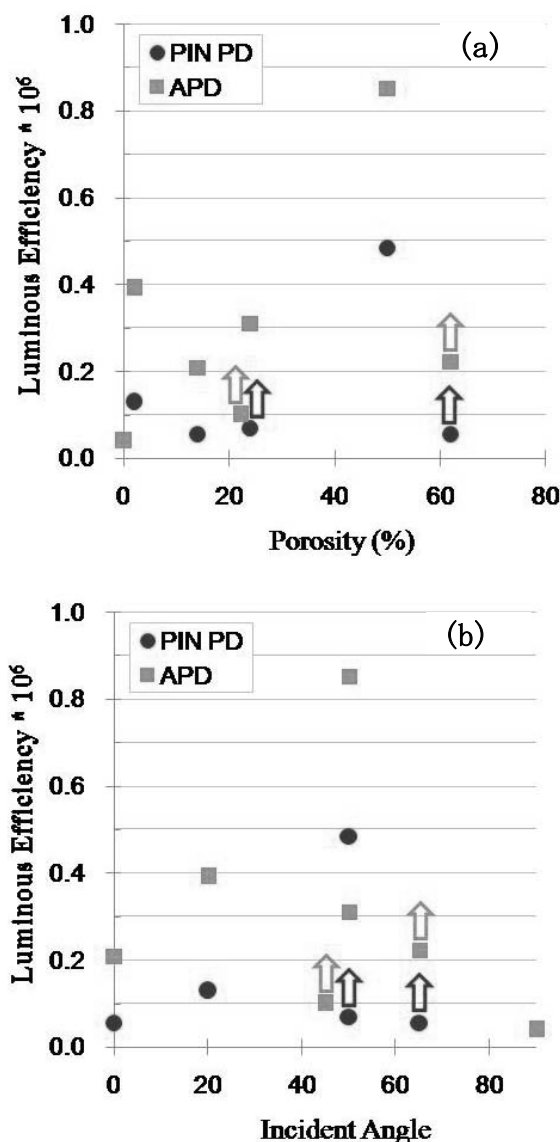 (a)
PIN PD
APD
Luminous Efficiency * 10⁶
1.0
0.8
0.6
0.4
0.2
0.0
0 20 40 60 80
Porosity (%)
(b)
PIN PD
APD
Luminous Efficiency * 10⁶
1.0
0.8
0.6
0.4
0.2
0.0
0 20 40 60 80
Incident Angle